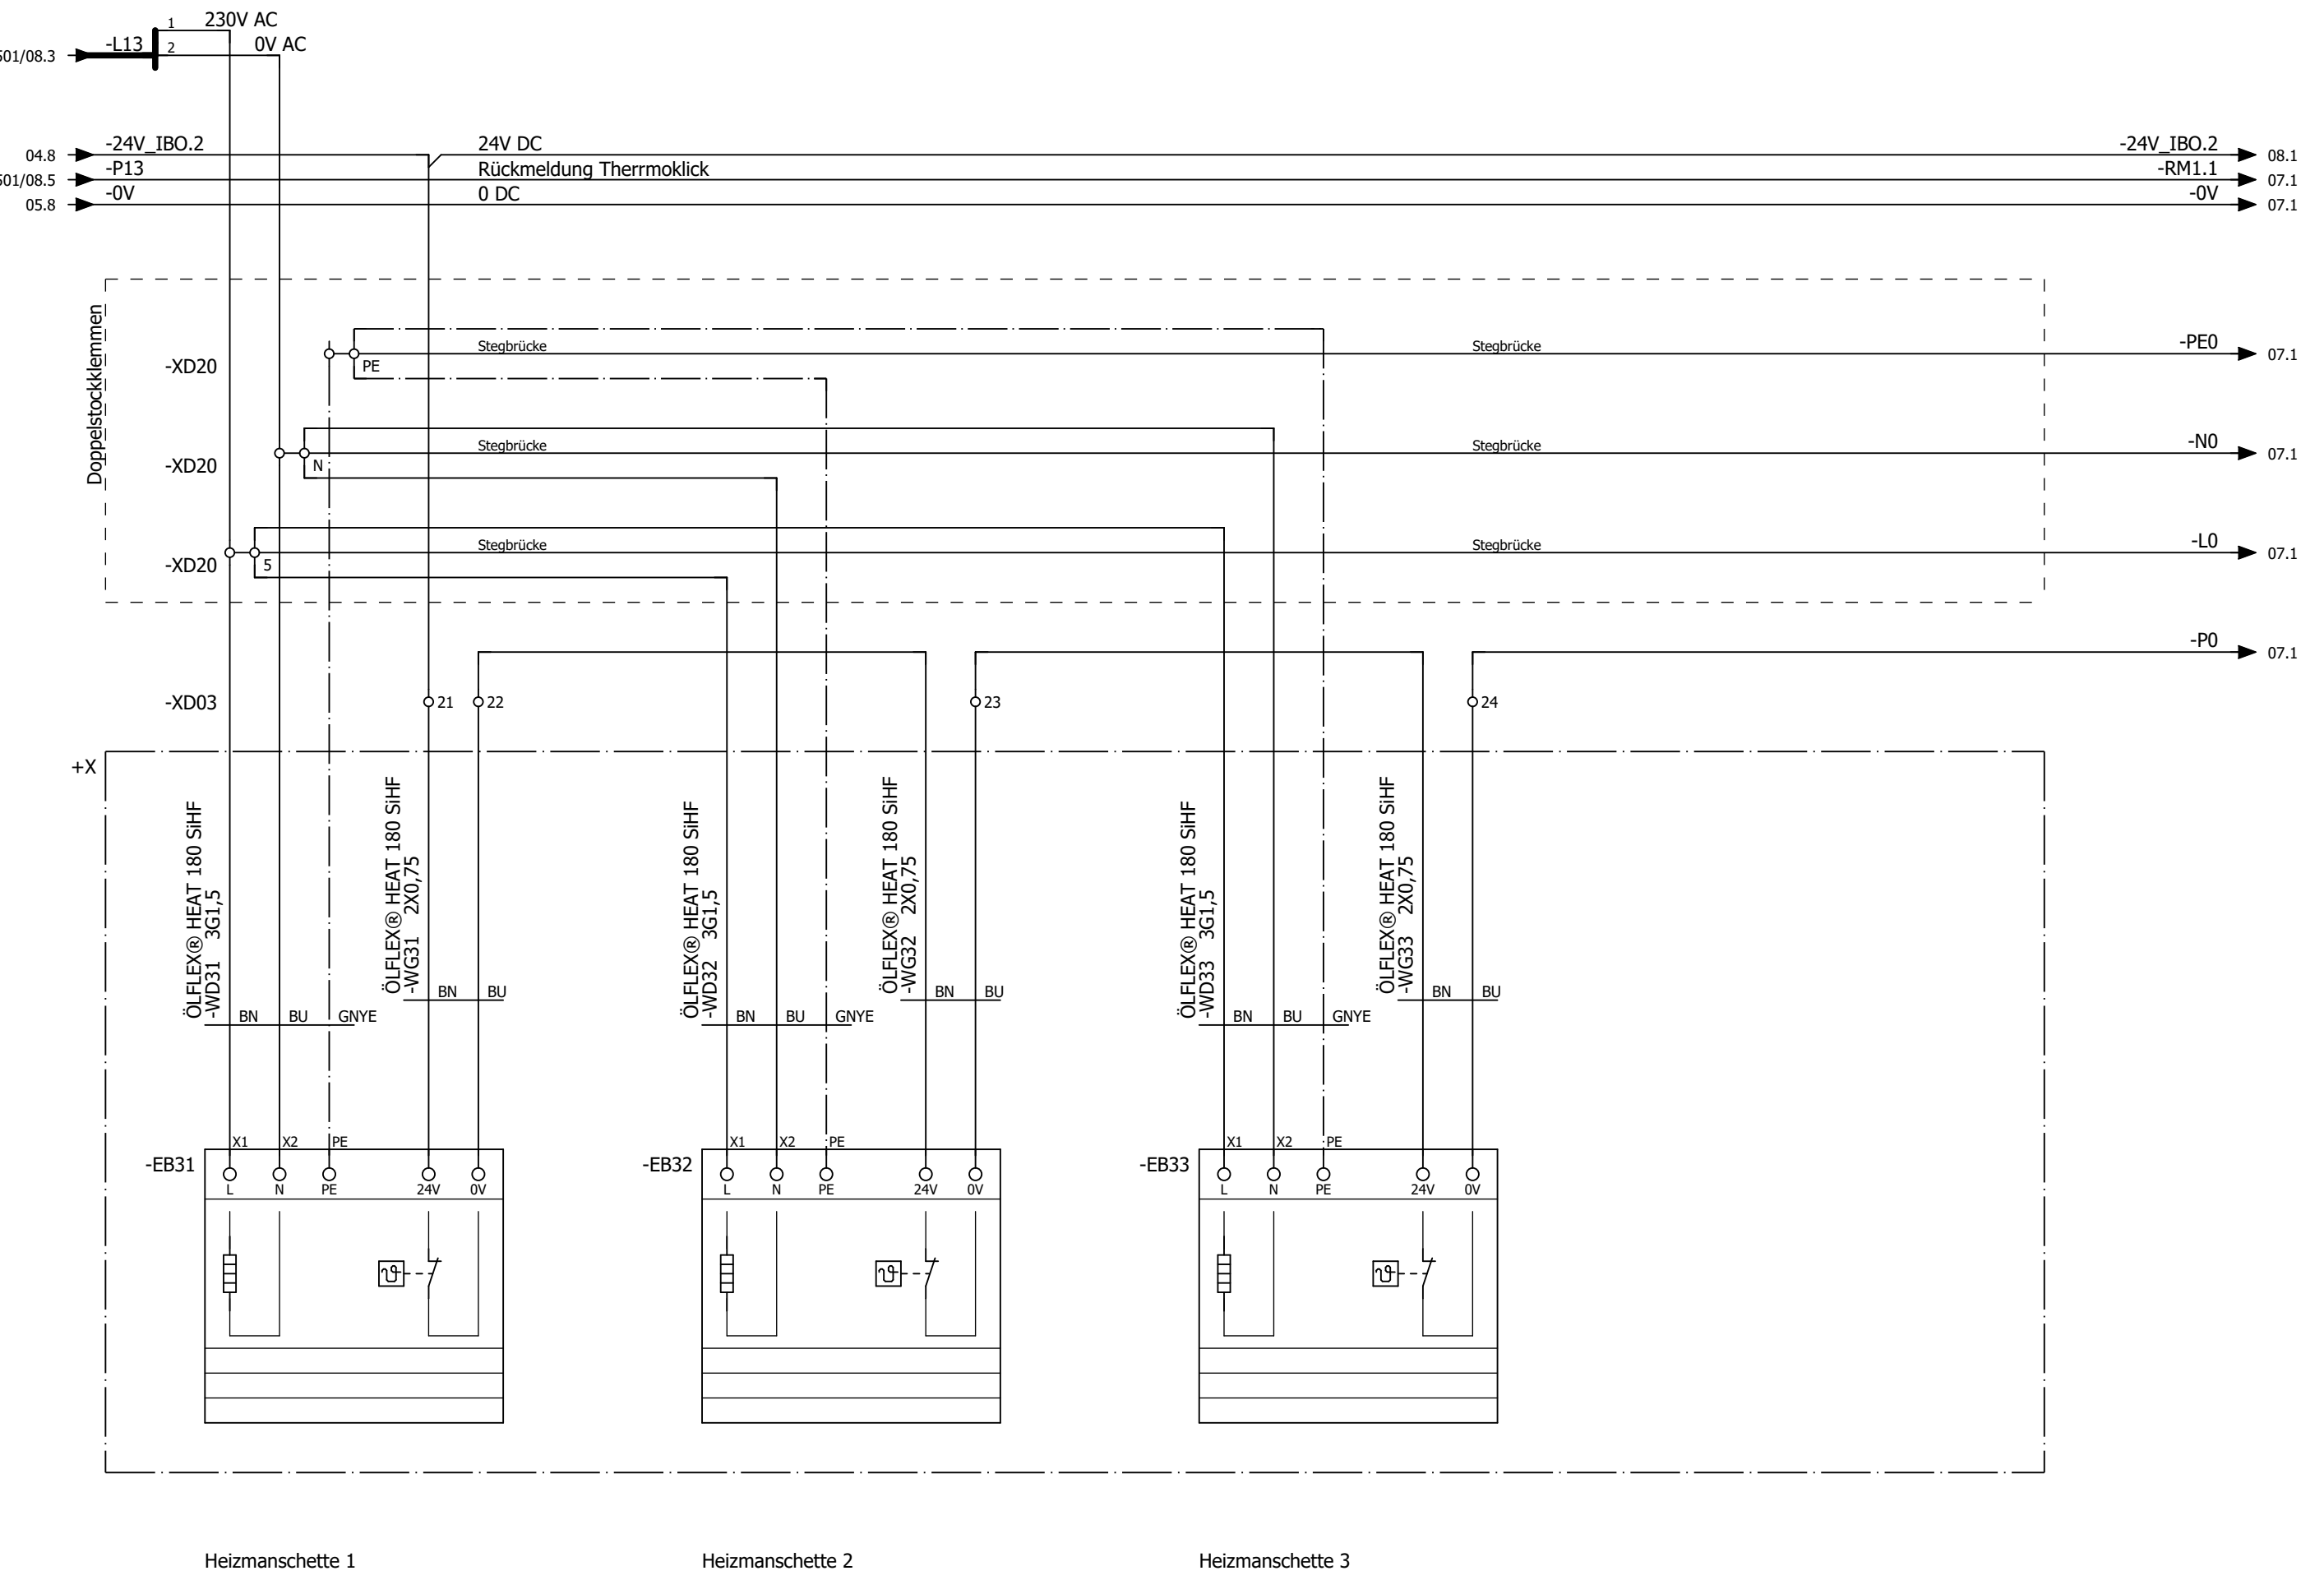 230V AC
1
-L13
0V AC
2
501/08.3
-24V_IBO.2
24V DC
-24V_IBO.2
04.8
08.1
-P13
Rückmeldung Therrmoklick
-RM1.1
501/08.5
07.1
-0V
0 DC
-0V
05.8
07.1
Doppelstockklemmen
-XD20
PE
Stegbrücke
Stegbrücke
-PE0
07.1
-XD20
N
Stegbrücke
Stegbrücke
-N0
07.1
-XD20
5
Stegbrücke
Stegbrücke
-L0
07.1
-P0
07.1
-XD03
21
22
23
24
+X
ÖLFLEX® HEAT 180 SiHF
-WD31 3G1,5
BN BU GNYE
ÖLFLEX® HEAT 180 SiHF
-WG31 2X0,75
BN BU
ÖLFLEX® HEAT 180 SiHF
-WD32 3G1,5
BN BU GNYE
ÖLFLEX® HEAT 180 SiHF
-WG32 2X0,75
BN BU
ÖLFLEX® HEAT 180 SiHF
-WD33 3G1,5
BN BU GNYE
ÖLFLEX® HEAT 180 SiHF
-WG33 2X0,75
BN BU
X1 X2 PE
-EB31
L N PE 24V 0V
X1 X2 PE
-EB32
L N PE 24V 0V
X1 X2 PE
-EB33
L N PE 24V 0V
ϑ
ϑ
ϑ
Heizmanschette 1
Heizmanschette 2
Heizmanschette 3